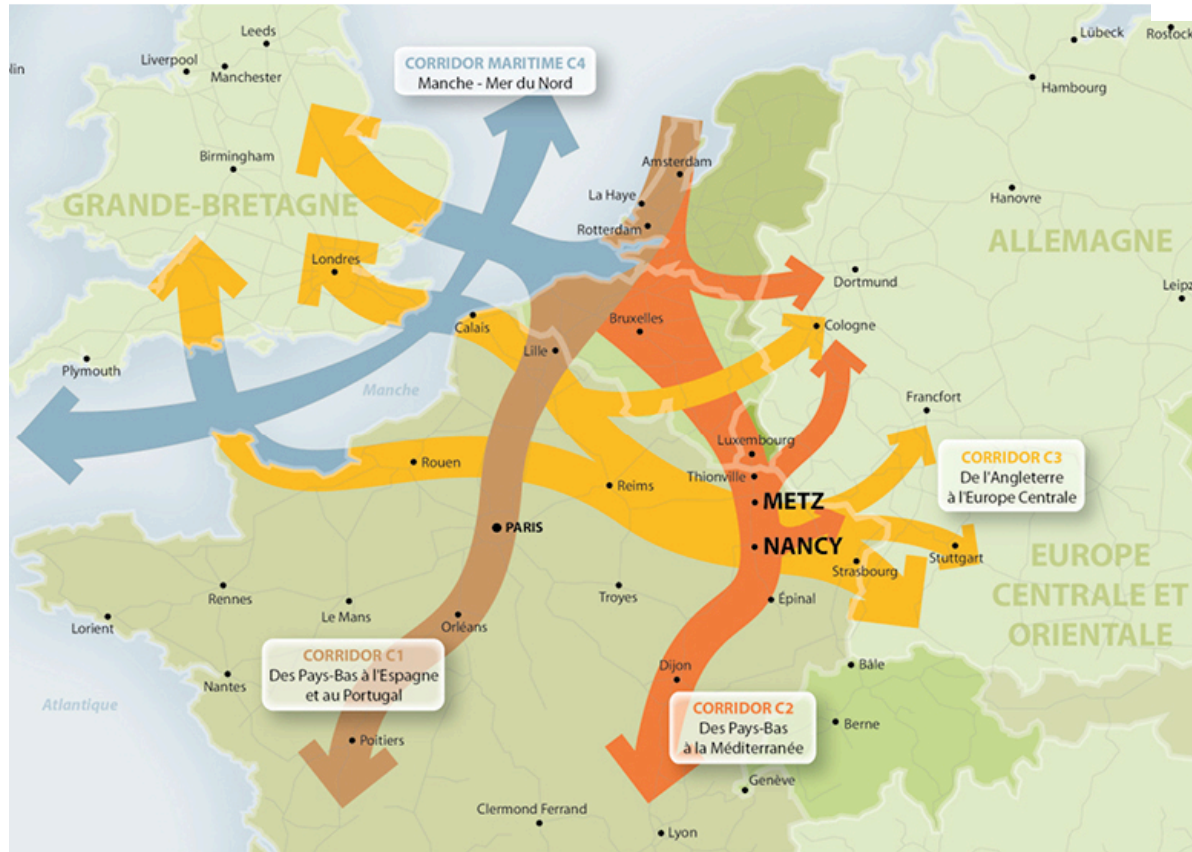 Leeds
Lübeck
Rostock
Liverpool
CORRIDOR MARITIME C4
Manche - Mer du Nord
lin
Manchester
Hambourg
Birmingham
Amsterdam
La Haye
Hanovre
GRANDE-BRETAGNE
Rotterdam
ALLEMAGNE
Londres
Dortmund
Leipz
Calais
Bruxelles
Cologne
Lille
Plymouth
Manche
Francfort
Luxembourg
Rouen
Thionville
CORRIDOR C3
De l'Angleterre
à l'Europe Centrale
Reims
METZ
PARIS
NANCY
Stuttgart
Strasbourg
EUROPE
CENTRALE ET
ORIENTALE
Rennes
Troyes
Épinal
Le Mans
Lorient
Orléans
CORRIDOR C1
Des Pays-Bas à l'Espagne
et au Portugal
Nantes
Dijon
Bâle
Atlantique
CORRIDOR C2
Des Pays-Bas
à la Méditerranée
Berne
Poitiers
Genève
Clermond Ferrand
Lyon